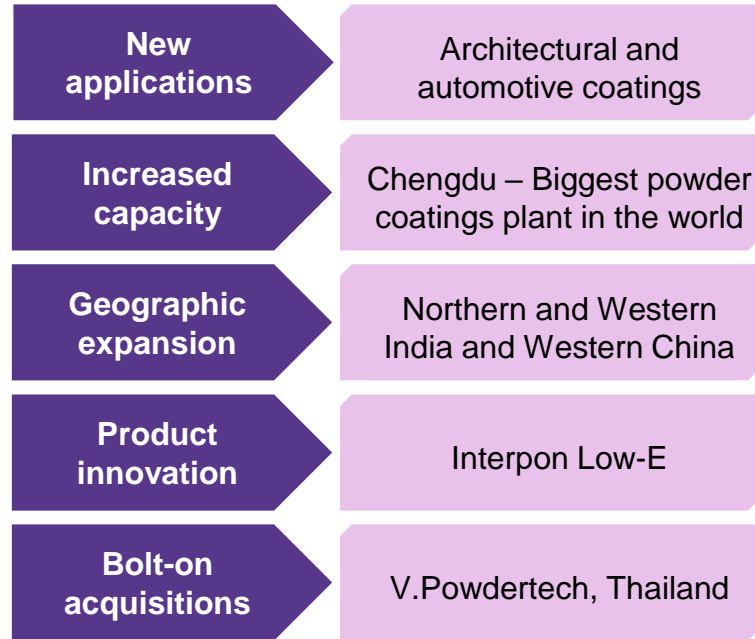 New
applications
Architectural and
automotive coatings
Increased
capacity
Chengdu – Biggest powder
coatings plant in the world
Geographic
expansion
Northern and Western
India and Western China
Product
innovation
Interpon Low-E
Bolt-on
acquisitions
V.Powdertech, Thailand